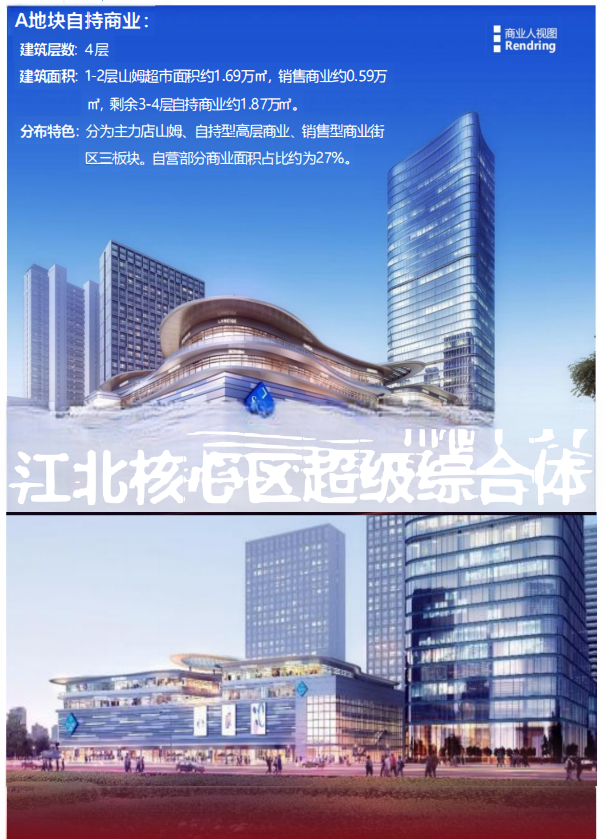 A地块自持商业：
商业人视图
Rendring
建筑层数: 4层
建筑面积: 1-2层山姆超市面积约1.69万㎡, 销售商业约0.59万
㎡, 剩余3-4层自持商业约1.87万㎡。
分布特色：分为主力店山姆、自持型高层商业、销售型商业街
区三板块。自营部分商业面积占比约为27%。
江北核心区超级综合体